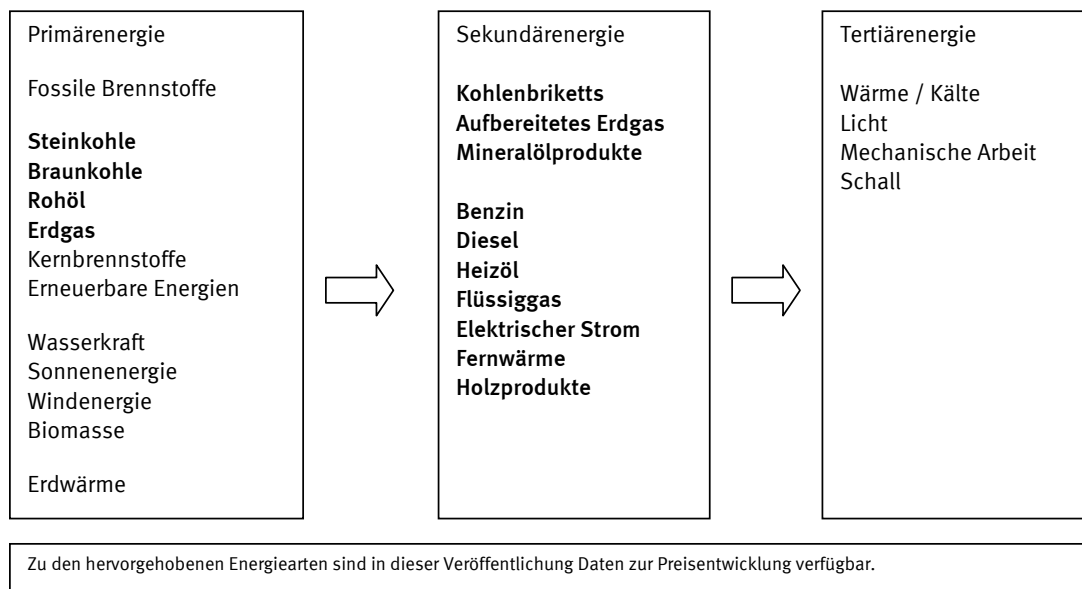 Primärenergie
Fossile Brennstoffe
Steinkohle
Braunkohle
Rohöl
Erdgas
Kernbrennstoffe
Erneuerbare Energien
Wasserkraft
Sonnenenergie
Windenergie
Biomasse
Erdwärme
Sekundärenergie
Kohlenbriketts
Aufbereitetes Erdgas
Mineralölprodukte
Benzin
Diesel
Heizöl
Flüssiggas
Elektrischer Strom
Fernwärme
Holzprodukte
Tertiärenergie
Wärme / Kälte
Licht
Mechanische Arbeit
Schall
Zu den hervorgehobenen Energiearten sind in dieser Veröffentlichung Daten zur Preisentwicklung verfügbar.